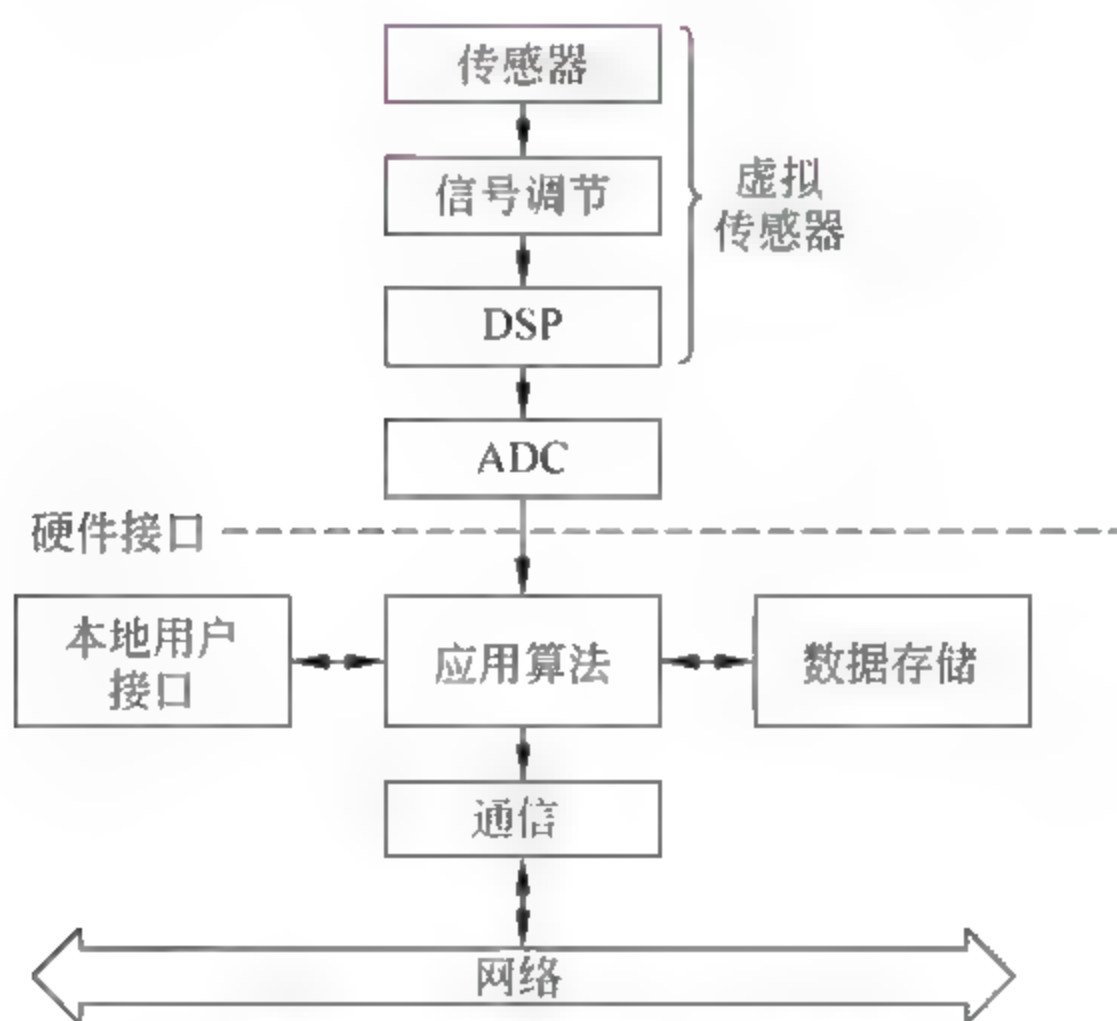 传感器
信号调节
虚拟
传感器
DSP
ADC
硬件接口
本地用户
接口
应用算法
数据存储
通信
网络